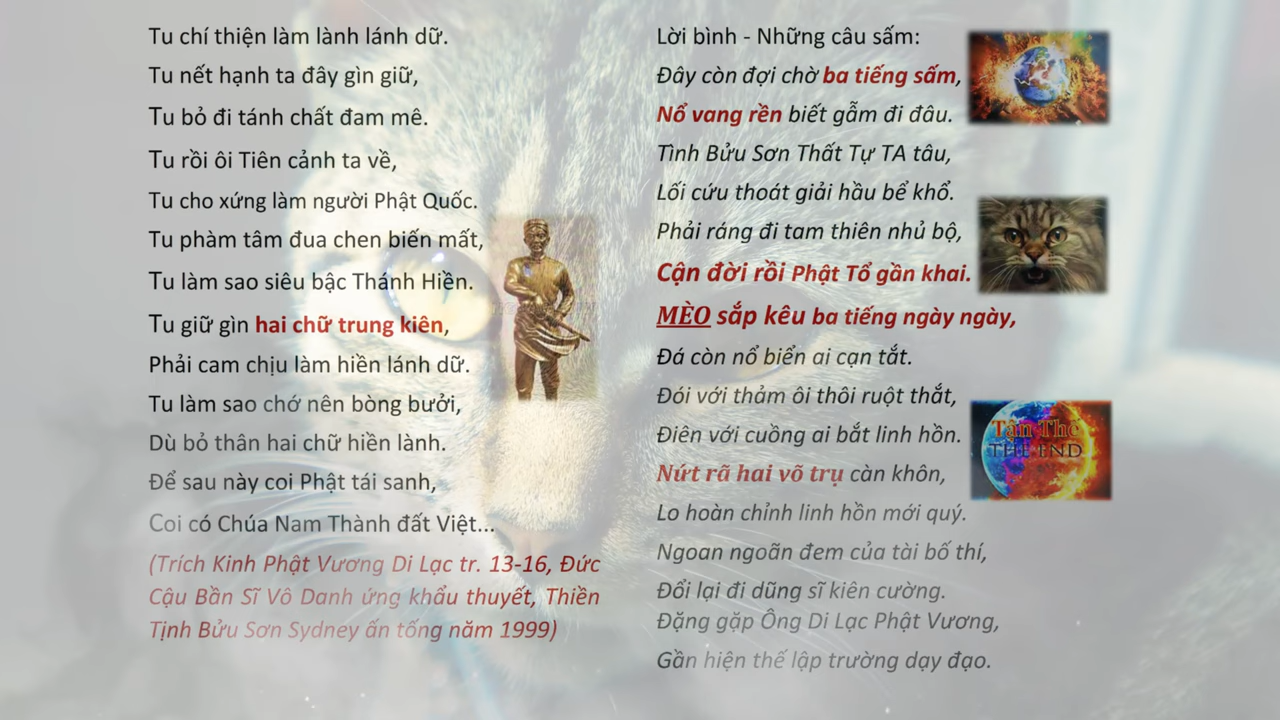 Tu chí thiện làm lành lánh dữ.
Tu nết hạnh ta đây gìn giữ,
Tu bỏ đi tánh chất đam mê.
Tu rồi ôi Tiên cảnh ta về,
Tu cho xứng làm người Phật Quốc.
Tu phàm tâm đua chen biến mất,
Tu làm sao siêu bậc Thánh Hiền.
Tu giữ gìn hai chữ trung kiên,
Phải cam chịu làm hiền lánh dữ.
Tu làm sao chớ nên bòng bưởi,
Dù bỏ thân hai chữ hiền lành.
Để sau này coi Phật tái sanh,
Coi có Chúa Nam Thành đất Việt...
(Trích Kinh Phật Vương Di Lạc tr. 13-16, Đức
Cậu Bần Sĩ Vô Danh ứng khẩu thuyết, Thiền
Tịnh Bửu Sơn Sydney ấn tống năm 1999)
Lời bình - Những câu sấm:
Đây còn đợi chờ ba tiếng sấm,
Nổ vang rền biết gẫm đi đâu.
Tình Bửu Sơn Thất Tự TA tâu,
Lối cứu thoát giải hầu bể khổ.
Phải ráng đi tam thiên nhủ bộ,
Cận đời rồi Phật Tổ gần khai.
MÈO sắp kêu ba tiếng ngày ngày,
Đá còn nổ biển ai cạn tắt.
Đói với thảm ôi thôi ruột thắt,
Điên với cuồng ai bắt linh hồn.
Nứt rã hai võ trụ càn khôn,
Lo hoàn chỉnh linh hồn mới quý.
Ngoan ngoãn đem của tài bố thí,
Đổi lại đi dũng sĩ kiên cường.
Đặng gặp Ông Di Lạc Phật Vương,
Gần hiện thế lập trường dạy đạo.
Tận Thế
THE END